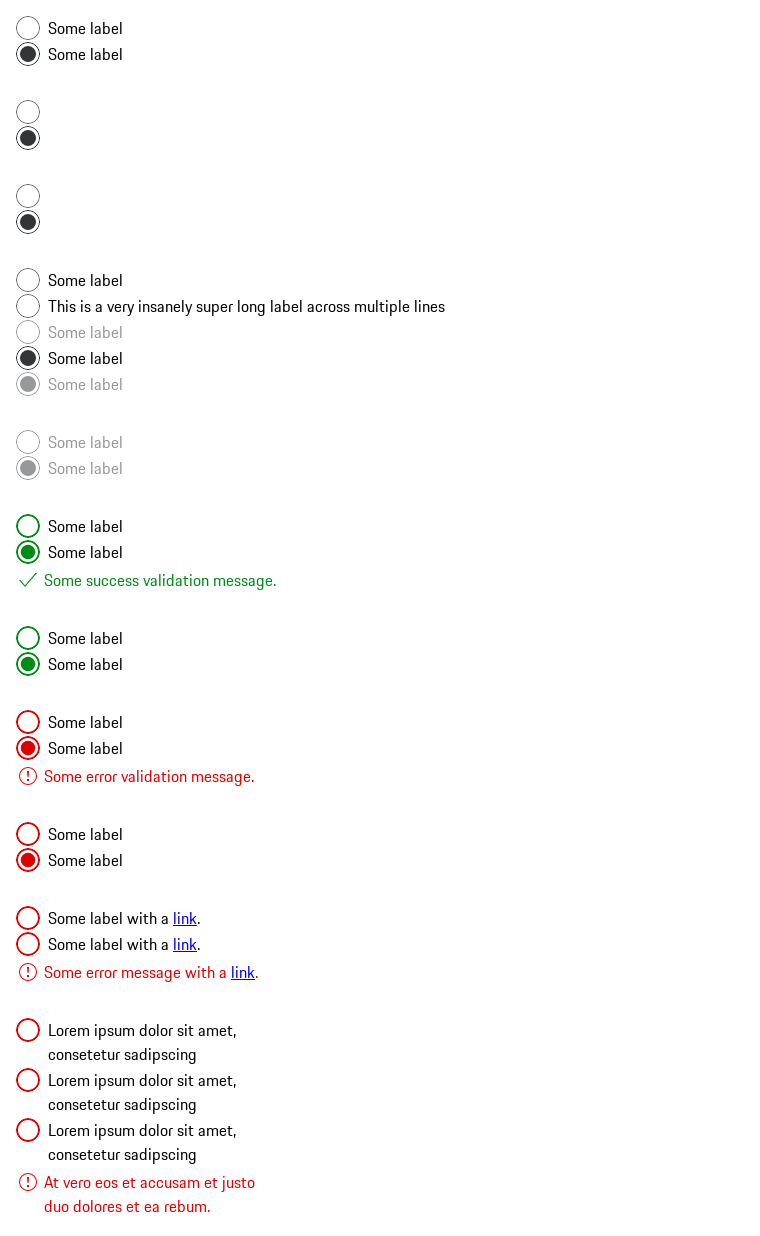 Some label
Some label
Some label
This is a very insanely super long label across multiple lines
Some label
Some label
Some label
Some label
Some label
Some label
Some label
Some success validation message.
Some label
Some label
Some label
Some label
Some error validation message.
Some label
Some label
Some label with a link.
Some label with a link.
Some error message with a link.
Lorem ipsum dolor sit amet,
consetetur sadipscing
Lorem ipsum dolor sit amet,
consetetur sadipscing
Lorem ipsum dolor sit amet,
consetetur sadipscing
At vero eos et accusam et justo
duo dolores et ea rebum.